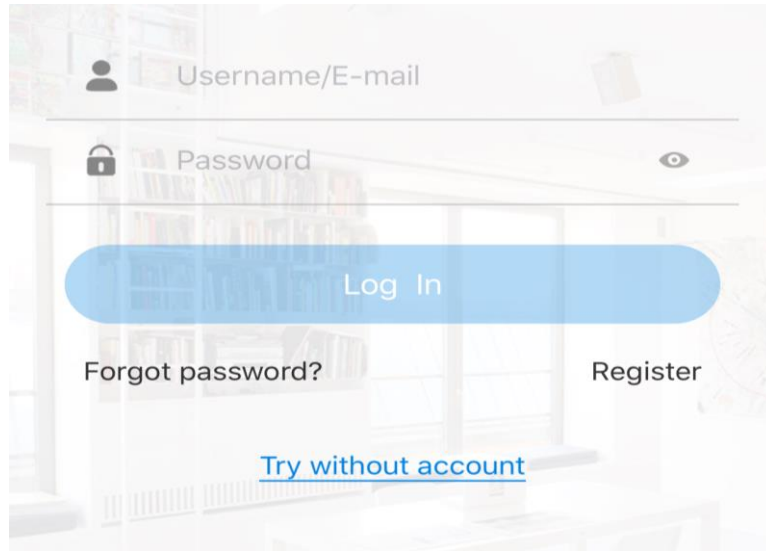 Username/E-mail
Password
Log In
Forgot password? Register
Try without account